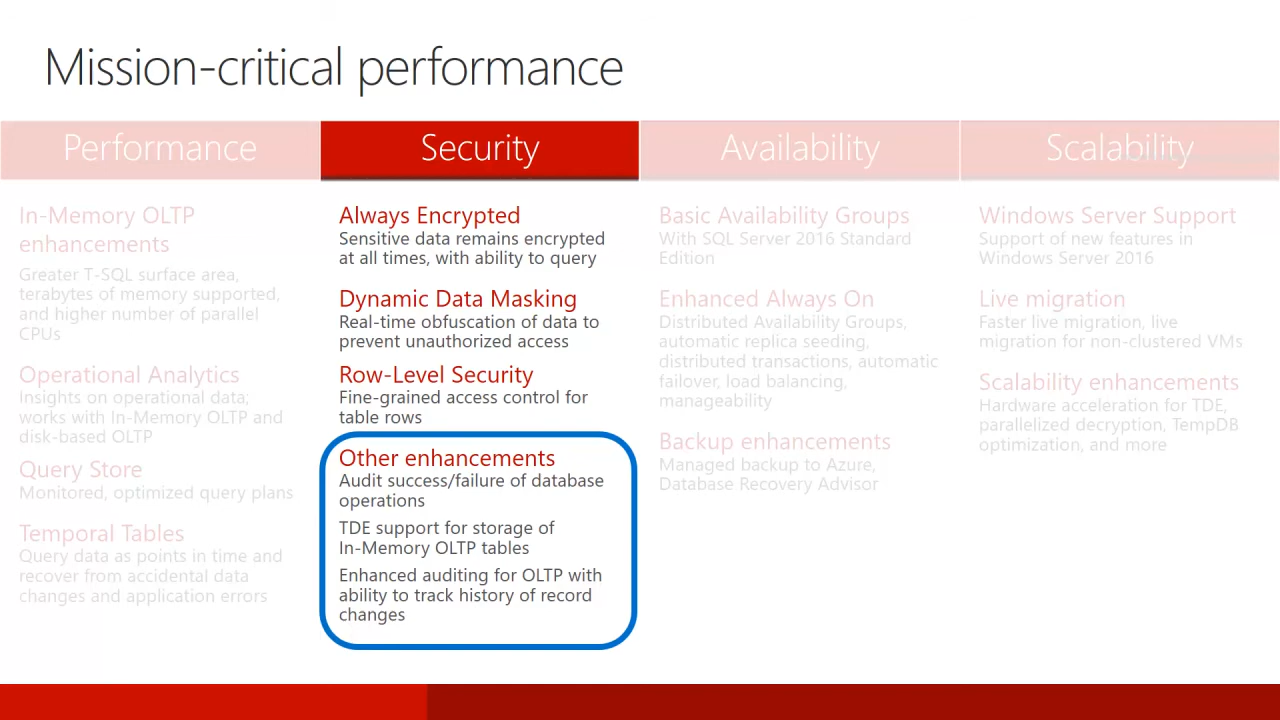 Mission-critical performance
Performance
In-Memory OLTP
enhancements
Greater T-SQL surface area,
terabytes of memory supported,
and higher number of parallel
CPUs
Operational Analytics
Insights on operational data;
works with In-Memory OLTP and
disk-based OLTP
Query Store
Monitored, optimized query plans
Temporal Tables
Query data as points in time and
recover from accidental data
changes and application errors
Security
Always Encrypted
Sensitive data remains encrypted
at all times, with ability to query
Dynamic Data Masking
Real-time obfuscation of data to
prevent unauthorized access
Row-Level Security
Fine-grained access control for
table rows
Other enhancements
Audit success/failure of database
operations
TDE support for storage of
In-Memory OLTP tables
Enhanced auditing for OLTP with
ability to track history of record
changes
Availability
Basic Availability Groups
With SQL Server 2016 Standard
Edition
Enhanced Always On
Distributed Availability Groups,
automatic replica seeding,
distributed transactions, automatic
failover, load balancing,
manageability
Backup enhancements
Managed backup to Azure,
Database Recovery Advisor
Scalability
Windows Server Support
Support of new features in
Windows Server 2016
Live migration
Faster live migration, live
migration for non-clustered VMs
Scalability enhancements
Hardware acceleration for TDE,
parallelized decryption, TempDB
optimization, and more